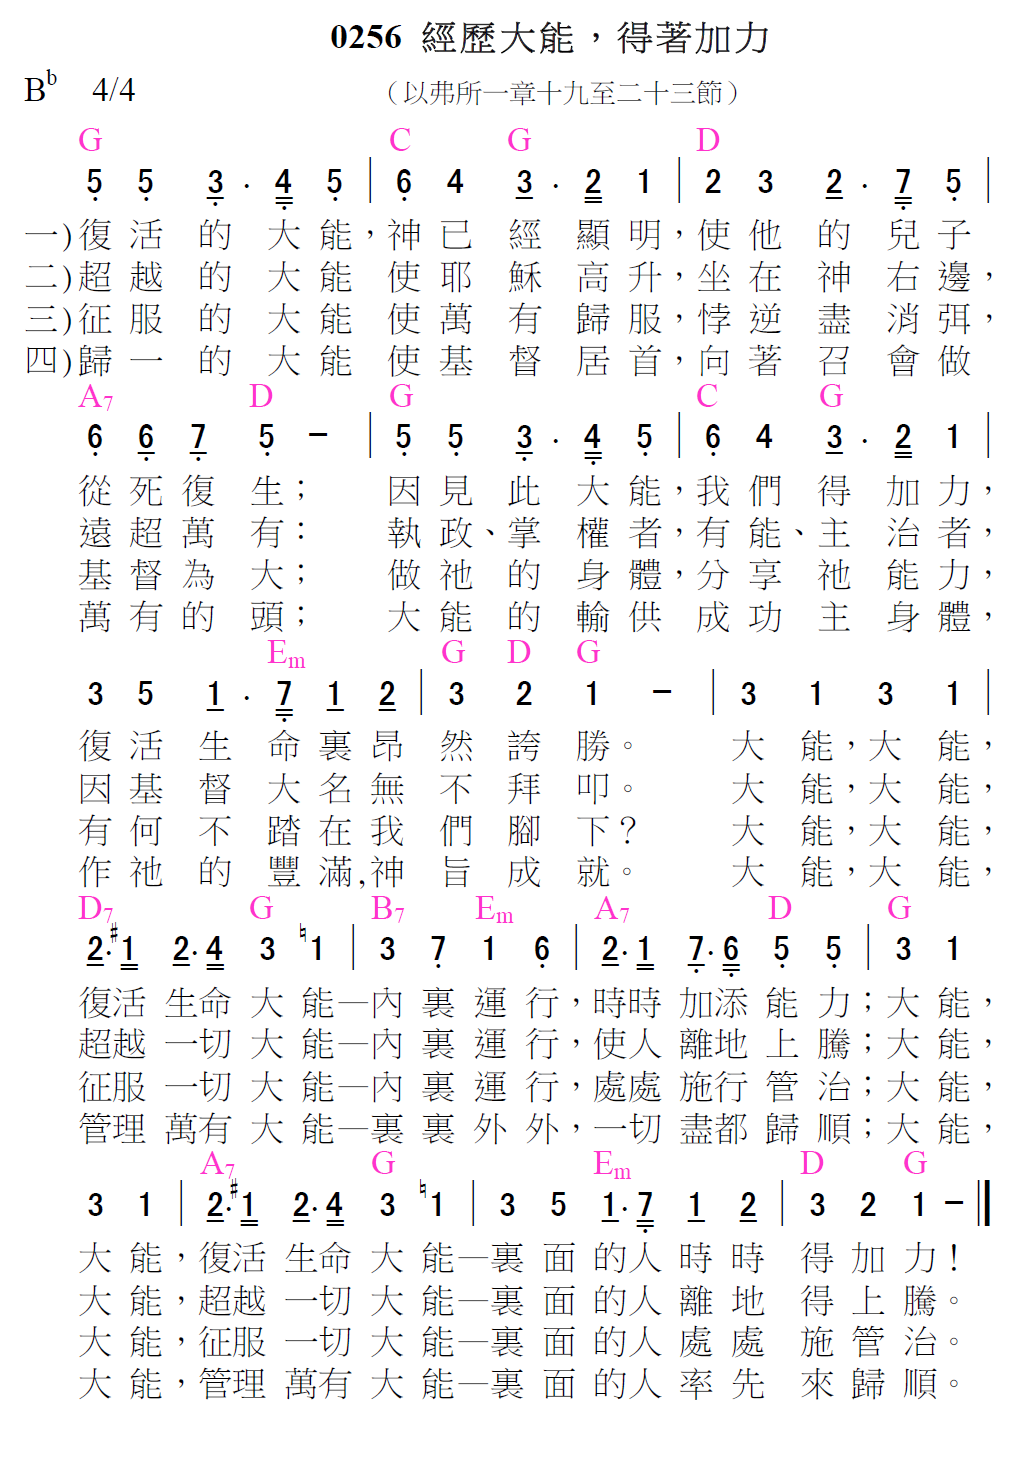 0256 經歷大能，得著加力
B♭ 4/4 （以弗所一章十九至二十三節）
G C G D
5 5 3 . 4 5 | 6 4 3 . 2 1 | 2 3 2 . 7 5 |
一)復活的大能，神已經顯明，使他的兒子
二)超越的大能使耶穌高升，坐在神右邊，
三)征服的大能使萬有歸服，悖逆盡消弭，
四)歸一的大能使基督居首，向著召會做
A7 D G C G
6 6 7 5 － | 5 5 3 . 4 5 | 6 4 3 . 2 1 |
從死復生；因見此大能，我們得加力，
遠超萬有：執政、掌權者，有能、主治者，
基督為大；做祂的身體，分享祂能力，
萬有的頭；大能的輸供成功主身體，
Em G D G
3 5 1 . 7 1 2 | 3 2 1 － | 3 1 3 1 |
復活生命裏昂然誇勝。大能，大能，
因基督大名無不拜叩。大能，大能，
有何不踏在我們腳下？大能，大能，
作祂的豐滿,神旨成就。大能，大能，
D7 G B7 Em A7 D G
2.♯1 2.4 3 ♮1 | 3 7 1 6 | 2.1 7.6 5 5 | 3 1
復活生命大能—內裏運行，時時加添能力；大能，
超越一切大能—內裏運行，使人離地上騰；大能，
征服一切大能—內裏運行，處處施行管治；大能，
管理萬有大能—裏裏外外，一切盡都歸順；大能，
A7 G Em D G
3 1 | 2.♯1 2.4 3 ♮1 | 3 5 1.7 1 2 | 3 2 1 － ‖
大能，復活生命大能—裏面的人時時得加力！
大能，超越一切大能—裏面的人離地得上騰。
大能，征服一切大能—裏面的人處處施管治。
大能，管理萬有大能—裏面的人率先來歸順。